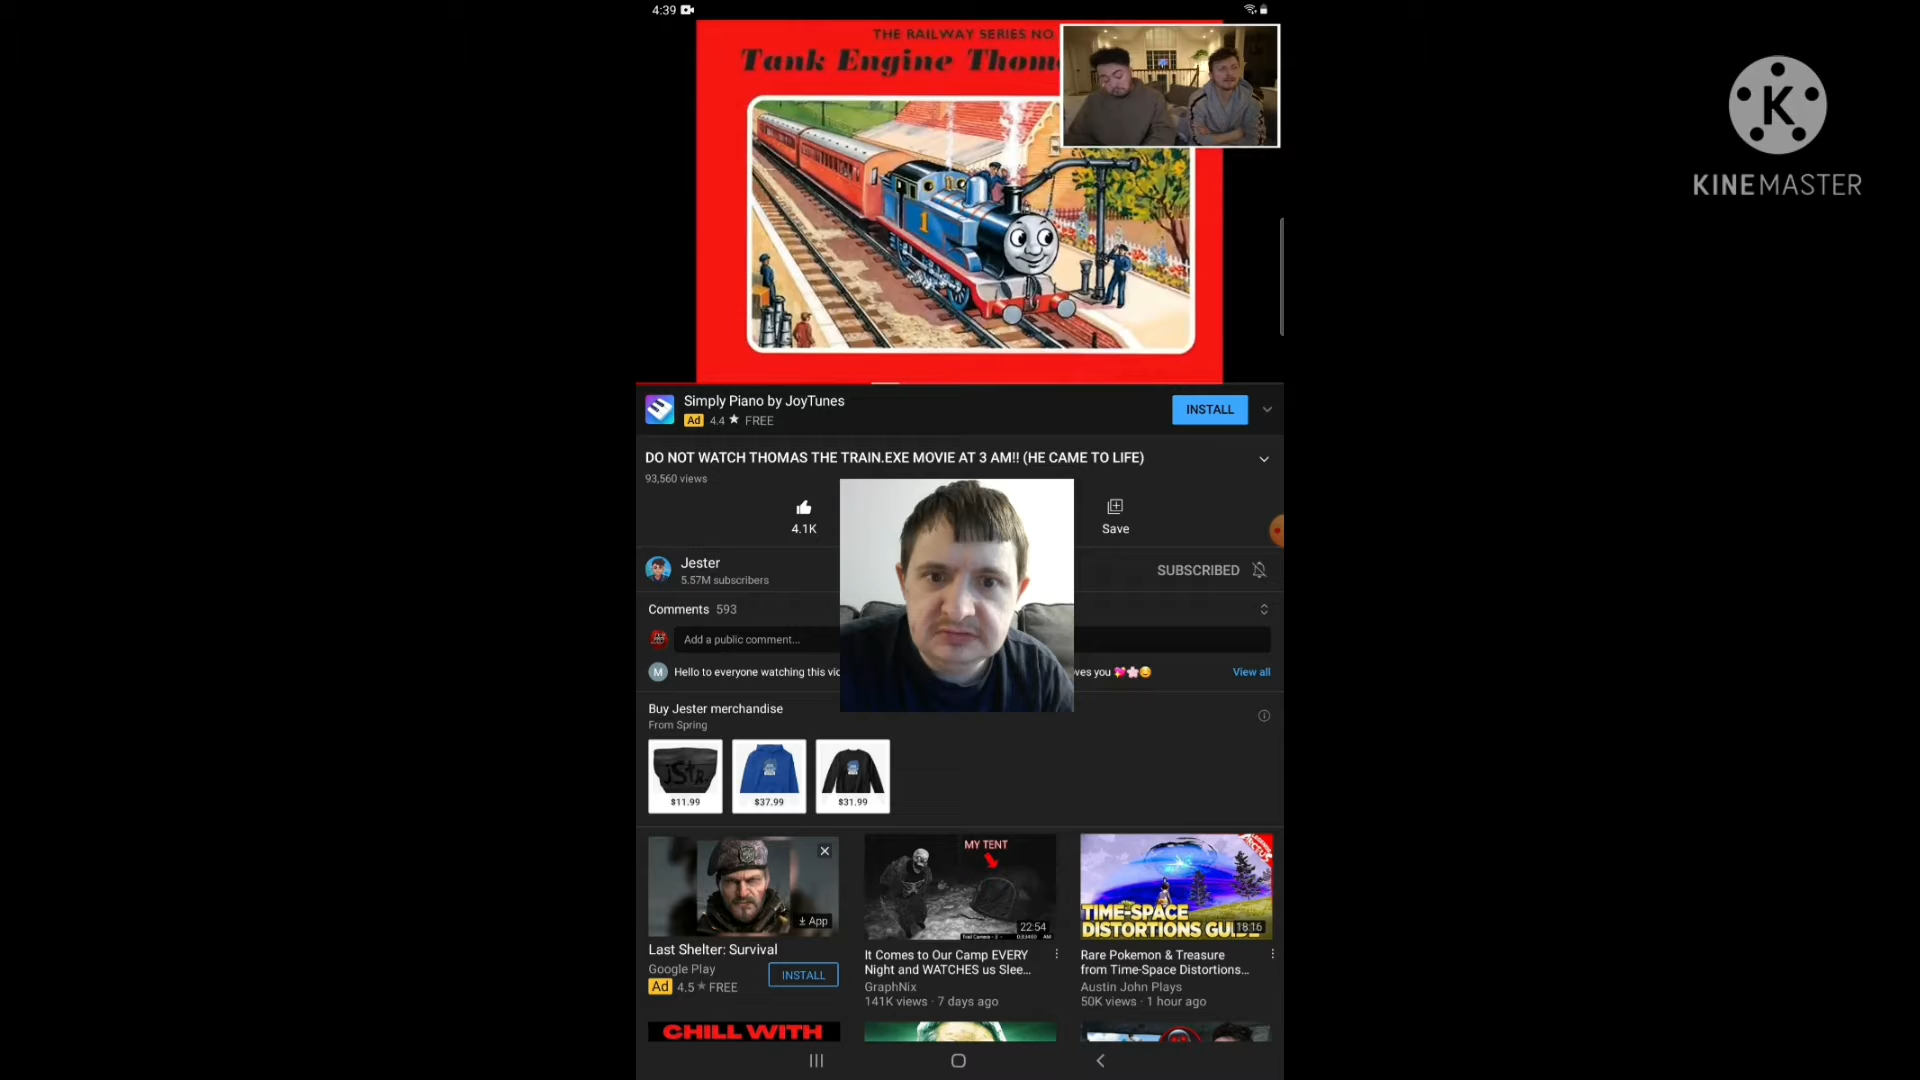 4:39
THE RAILWAY SERIES NO.
Tank Engine Thom
1
KINEMASTER
Simply Piano by JoyTunes
Ad 4.4 ★ FREE
INSTALL
DO NOT WATCH THOMAS THE TRAIN.EXE MOVIE AT 3 AM!! (HE CAME TO LIFE)
93,560 views
4.1K
Save
Jester
5.57M subscribers
SUBSCRIBED
Comments 593
Add a public comment...
M
Hello to everyone watching this vi
ves you 💖🌸😊
View all
Buy Jester merchandise
From Spring
$11.99
$37.99
$31.99
App
Last Shelter: Survival
Google Play
Ad 4.5 ★ FREE
INSTALL
MY TENT
22:54
It Comes to Our Camp EVERY
Night and WATCHES us Slee...
GraphNix
141K views · 7 days ago
TIME-SPACE
DISTORTIONS GUI
18:16
Rare Pokemon & Treasure
from Time-Space Distortions...
Austin John Plays
50K views · 1 hour ago
CHILL WITH